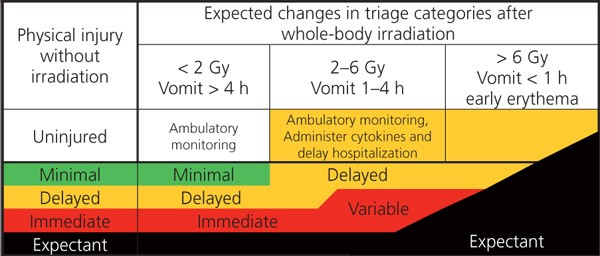 Physical injury
without
irradiation
Expected changes in triage categories after
whole-body irradiation
< 2 Gy
Vomit > 4 h
2–6 Gy
Vomit 1–4 h
> 6 Gy
Vomit < 1 h
early erythema
Uninjured
Ambulatory
monitoring
Ambulatory monitoring,
Administer cytokines and
delay hospitalization
Minimal
Minimal
Delayed
Delayed
Delayed
Variable
Immediate
Immediate
Expectant
Expectant